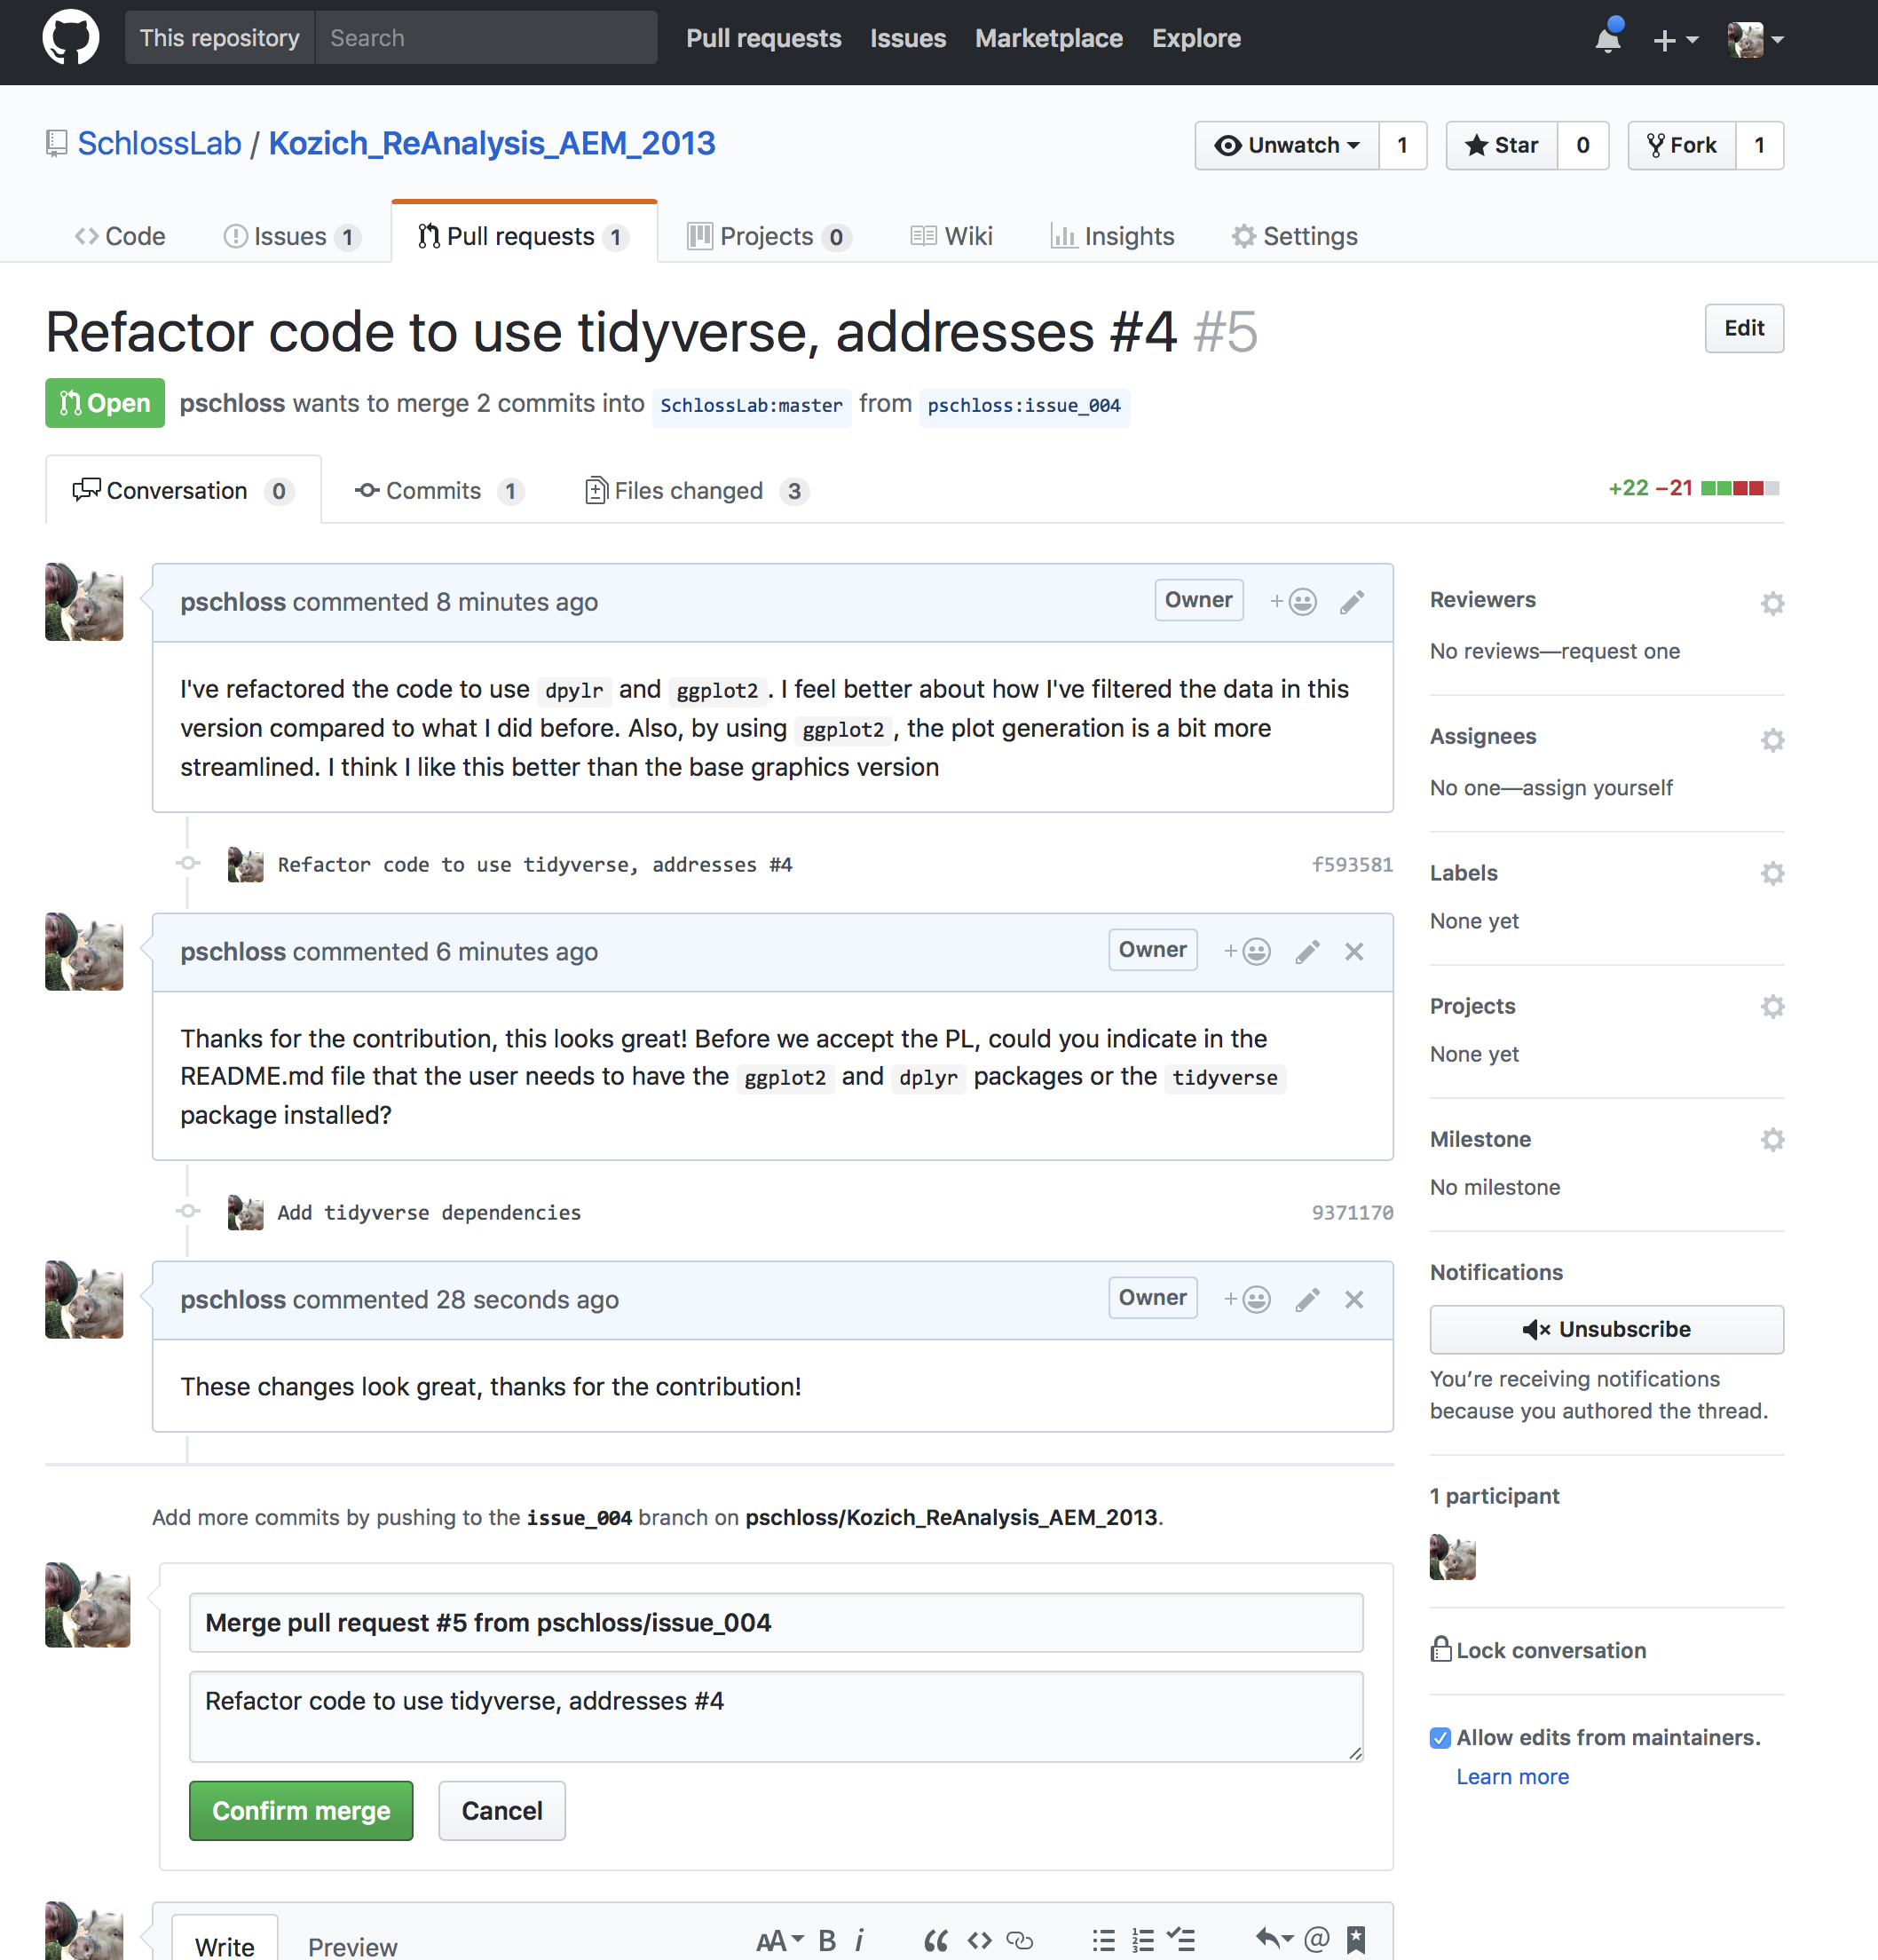 This repository Search Pull requests Issues Marketplace Explore
SchlossLab / Kozich_ReAnalysis_AEM_2013 Unwatch 1 Star 0 Fork 1
Code Issues 1 Pull requests 1 Projects 0 Wiki Insights Settings
Refactor code to use tidyverse, addresses #4 #5 Edit
Open pschloss wants to merge 2 commits into SchlossLab:master from pschloss:issue_004
Conversation 0 Commits 1 Files changed 3 +22 −21
pschloss commented 8 minutes ago Owner
I've refactored the code to use dpylr and ggplot2. I feel better about how I've filtered the data in this
version compared to what I did before. Also, by using ggplot2, the plot generation is a bit more
streamlined. I think I like this better than the base graphics version
Refactor code to use tidyverse, addresses #4 f593581
pschloss commented 6 minutes ago Owner
Thanks for the contribution, this looks great! Before we accept the PL, could you indicate in the
README.md file that the user needs to have the ggplot2 and dplyr packages or the tidyverse
package installed?
Add tidyverse dependencies 9371170
pschloss commented 28 seconds ago Owner
These changes look great, thanks for the contribution!
Add more commits by pushing to the issue_004 branch on pschloss/Kozich_ReAnalysis_AEM_2013.
Merge pull request #5 from pschloss/issue_004
Refactor code to use tidyverse, addresses #4
Confirm merge Cancel
Write Preview AA B i
Reviewers
No reviews—request one
Assignees
No one—assign yourself
Labels
None yet
Projects
None yet
Milestone
No milestone
Notifications
Unsubscribe
You're receiving notifications
because you authored the thread.
1 participant
Lock conversation
Allow edits from maintainers.
Learn more